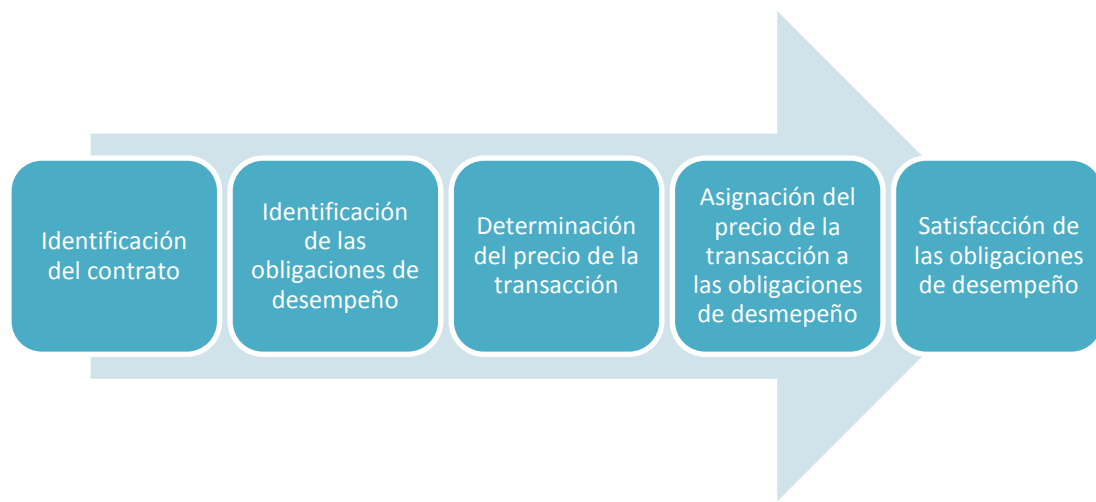 Identificación
del contrato
Identificación
de las
obligaciones de
desempeño
Determinación
del precio de la
transacción
Asignación del
precio de la
transacción a
las obligaciones
de desmepeño
Satisfacción de
las obligaciones
de desempeño